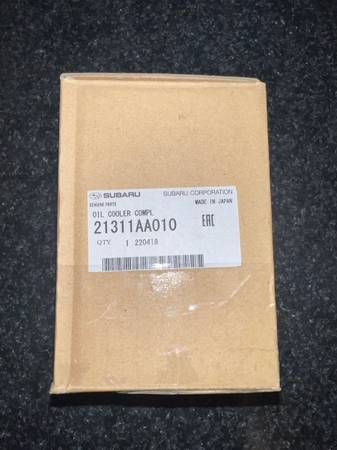 SUBARU SUBARU CORPORATION
GENUINE PARTS MADE IN JAPAN
OIL COOLER COMPL
21311AA010 EAC
QTY 1 220418